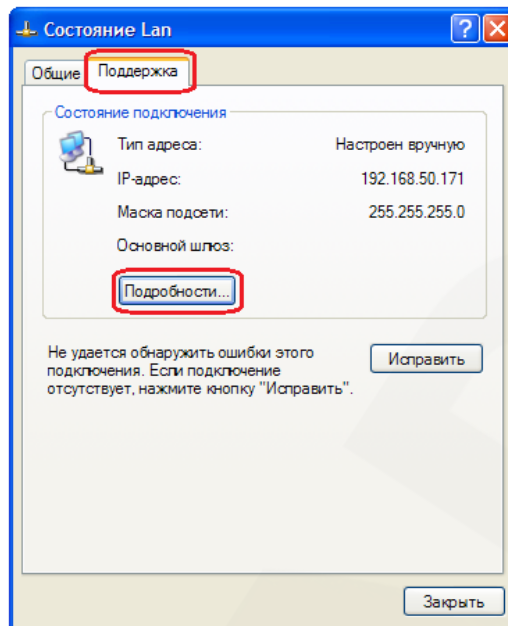 Состояние Lan
Общие Поддержка
Состояние подключения
Тип адреса: Настроен вручную
IP-адрес: 192.168.50.171
Маска подсети: 255.255.255.0
Основной шлюз:
Подробности...
Не удается обнаружить ошибки этого
подключения. Если подключение
отсутствует, нажмите кнопку "Исправить".
Исправить
Закрыть